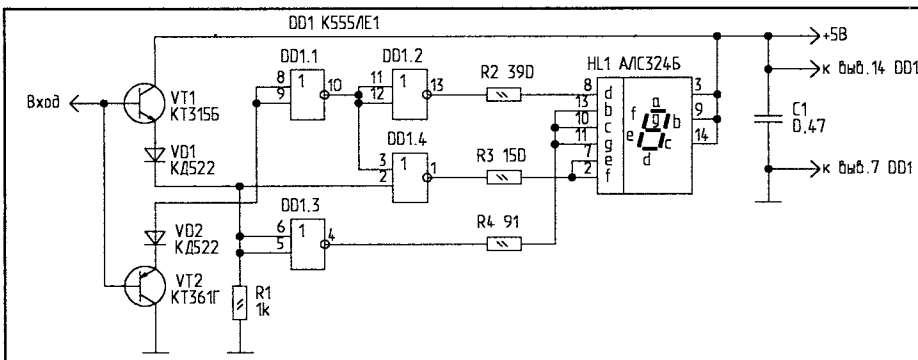 DD1 К555ЛЕ1
Вход
VT1
КТ315Б
VD1
КД522
VD2
КД522
VT2
КТ361Г
R1
1k
DD1.1
8
9
1
10
DD1.2
11
12
1
13
DD1.4
3
2
1
1
DD1.3
6
5
1
4
R2 390
R3 150
R4 91
HL1 АЛС324Б
8
13
10
11
7
2
d
b
c
g
e
f
a
f
b
g
e
c
d
3
9
14
+5В
к выв.14 DD1
C1
0,47
к выв.7 DD1